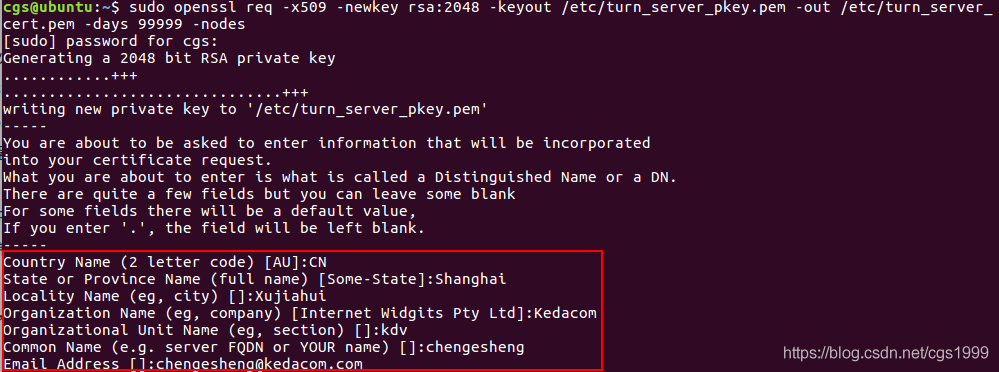 cgs@ubuntu:~$ sudo openssl req -x509 -newkey rsa:2048 -keyout /etc/turn_server_pkey.pem -out /etc/turn_server_
cert.pem -days 99999 -nodes
[sudo] password for cgs:
Generating a 2048 bit RSA private key
............+++
...............................+++
writing new private key to '/etc/turn_server_pkey.pem'
-----
You are about to be asked to enter information that will be incorporated
into your certificate request.
What you are about to enter is what is called a Distinguished Name or a DN.
There are quite a few fields but you can leave some blank
For some fields there will be a default value,
If you enter '.', the field will be left blank.
-----
Country Name (2 letter code) [AU]:CN
State or Province Name (full name) [Some-State]:Shanghai
Locality Name (eg, city) []:Xujiahui
Organization Name (eg, company) [Internet Widgits Pty Ltd]:Kedacom
Organizational Unit Name (eg, section) []:kdv
Common Name (e.g. server FQDN or YOUR name) []:chengesheng
Email Address []:chengesheng@kedacom.com
https://blog.csdn.net/cgs1999